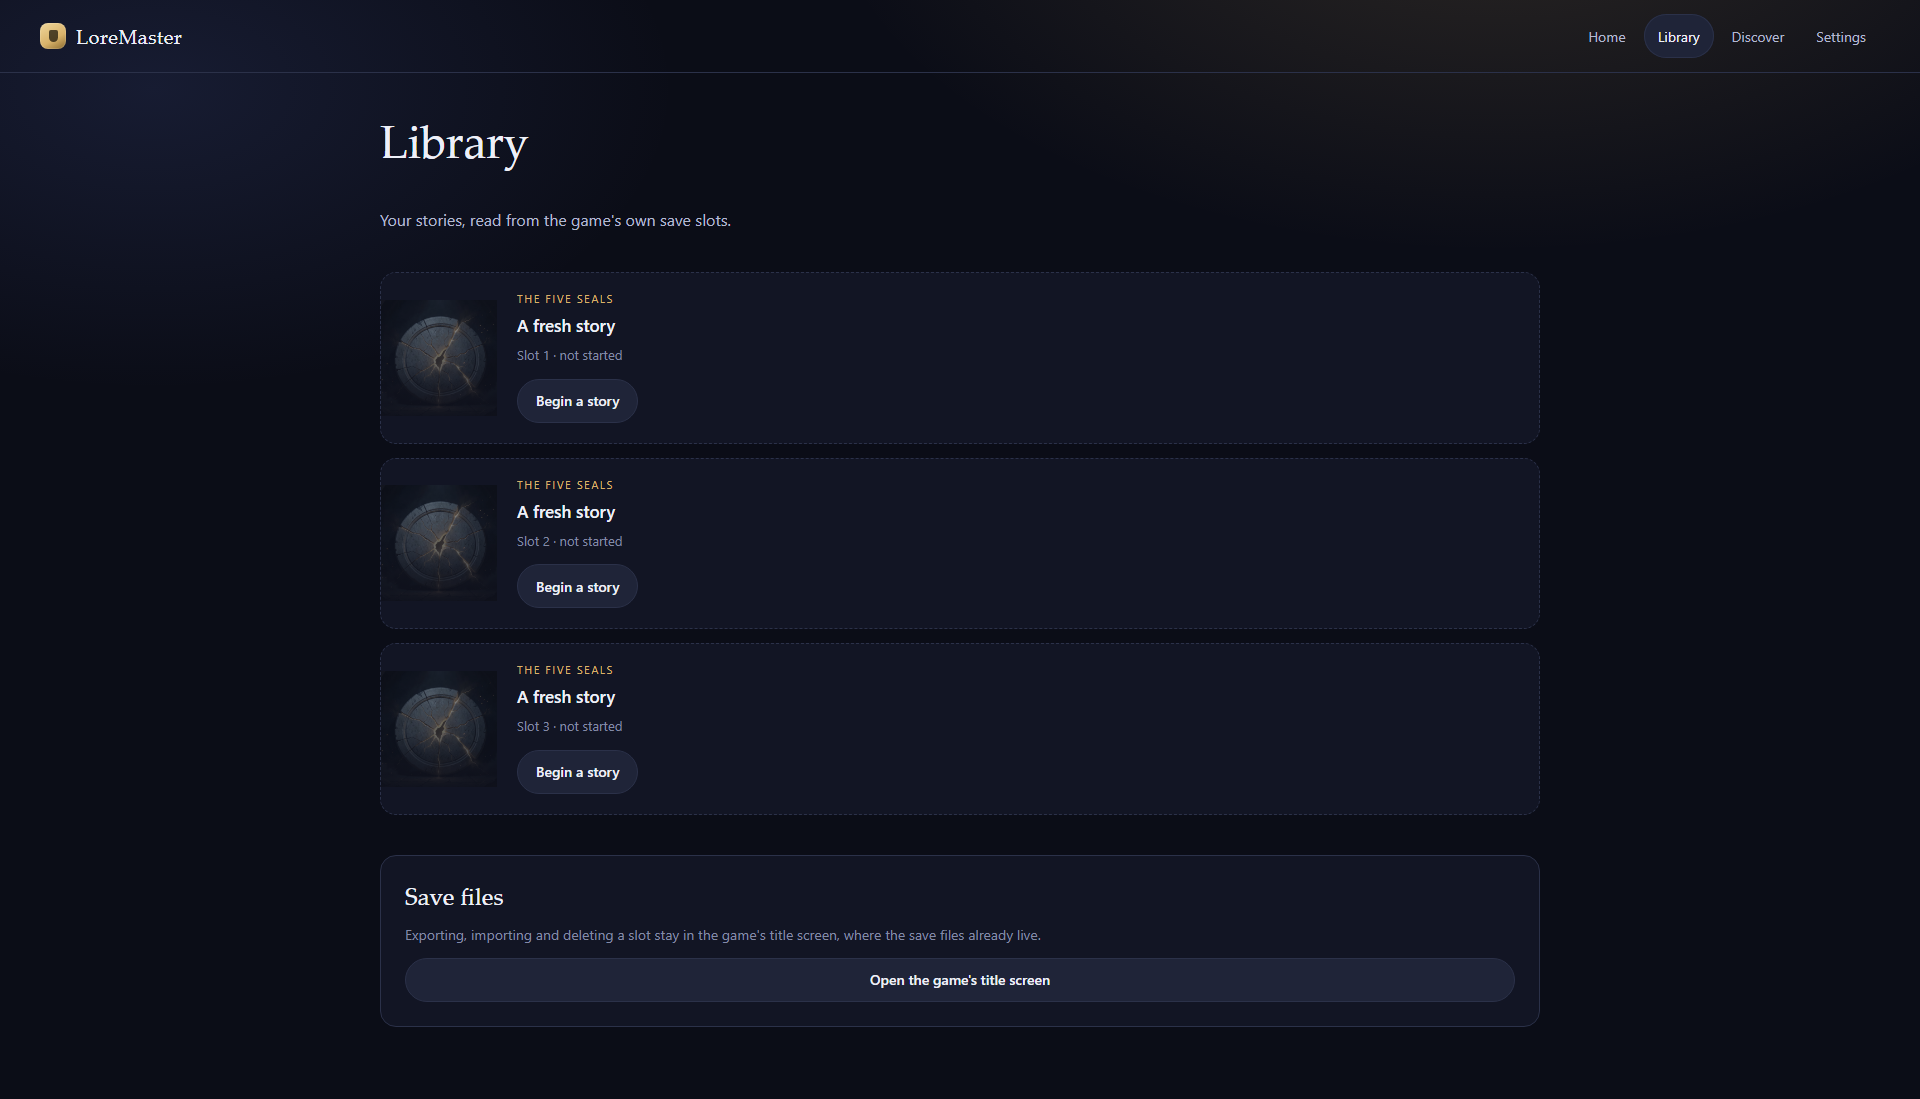 LoreMaster
Home
Library
Discover
Settings
Library
Your stories, read from the game's own save slots.
THE FIVE SEALS
A fresh story
Slot 1 · not started
Begin a story
THE FIVE SEALS
A fresh story
Slot 2 · not started
Begin a story
THE FIVE SEALS
A fresh story
Slot 3 · not started
Begin a story
Save files
Exporting, importing and deleting a slot stay in the game's title screen, where the save files already live.
Open the game's title screen